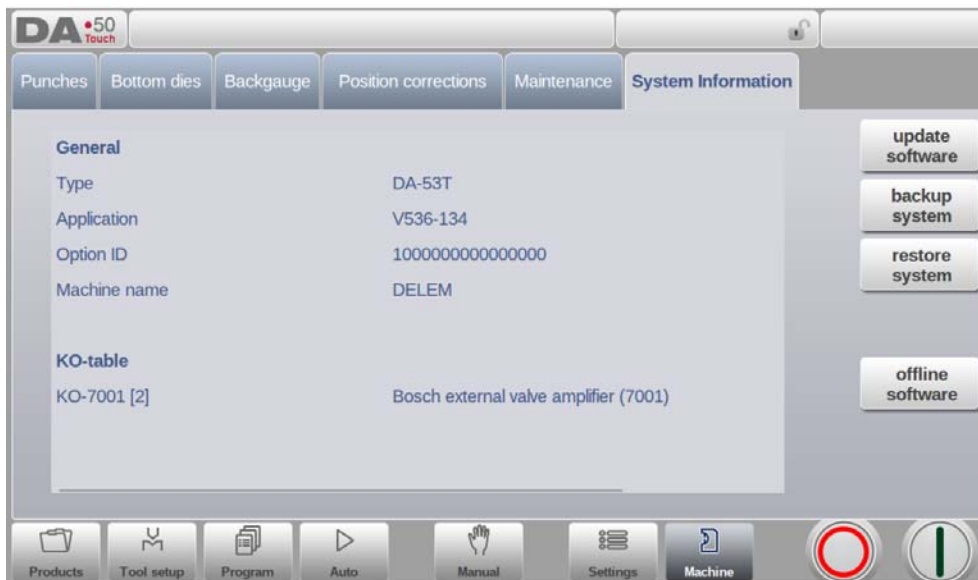 DA 50
Touch
Punches Bottom dies Backgauge Position corrections Maintenance System Information
General
Type DA-53T
Application V536-134
Option ID 1000000000000000
Machine name DELEM
KO-table
KO-7001 [2] Bosch external valve amplifier (7001)
update
software
backup
system
restore
system
offline
software
Products Tool setup Program Auto Manual Settings Machine